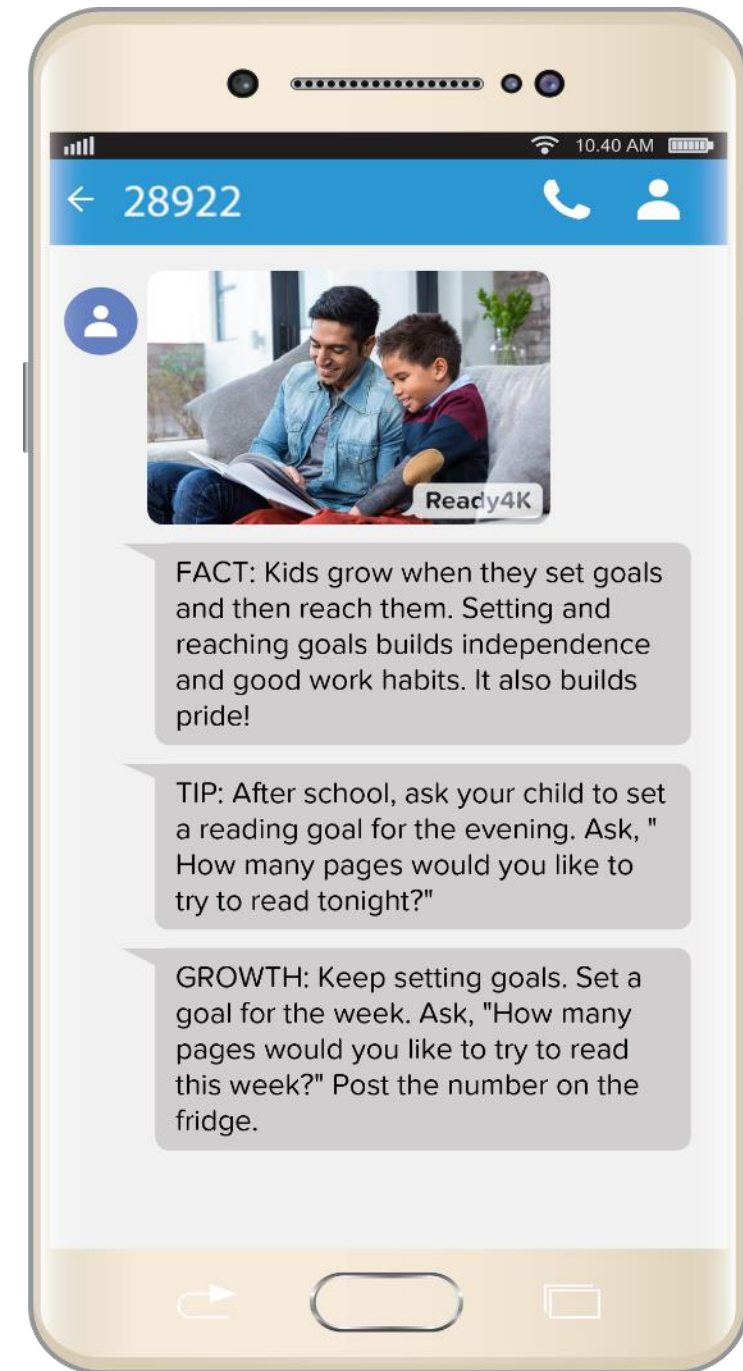 10.40 AM
28922
Ready4K
FACT: Kids grow when they set goals
and then reach them. Setting and
reaching goals builds independence
and good work habits. It also builds
pride!
TIP: After school, ask your child to set
a reading goal for the evening. Ask, "
How many pages would you like to
try to read tonight?"
GROWTH: Keep setting goals. Set a
goal for the week. Ask, "How many
pages would you like to try to read
this week?" Post the number on the
fridge.